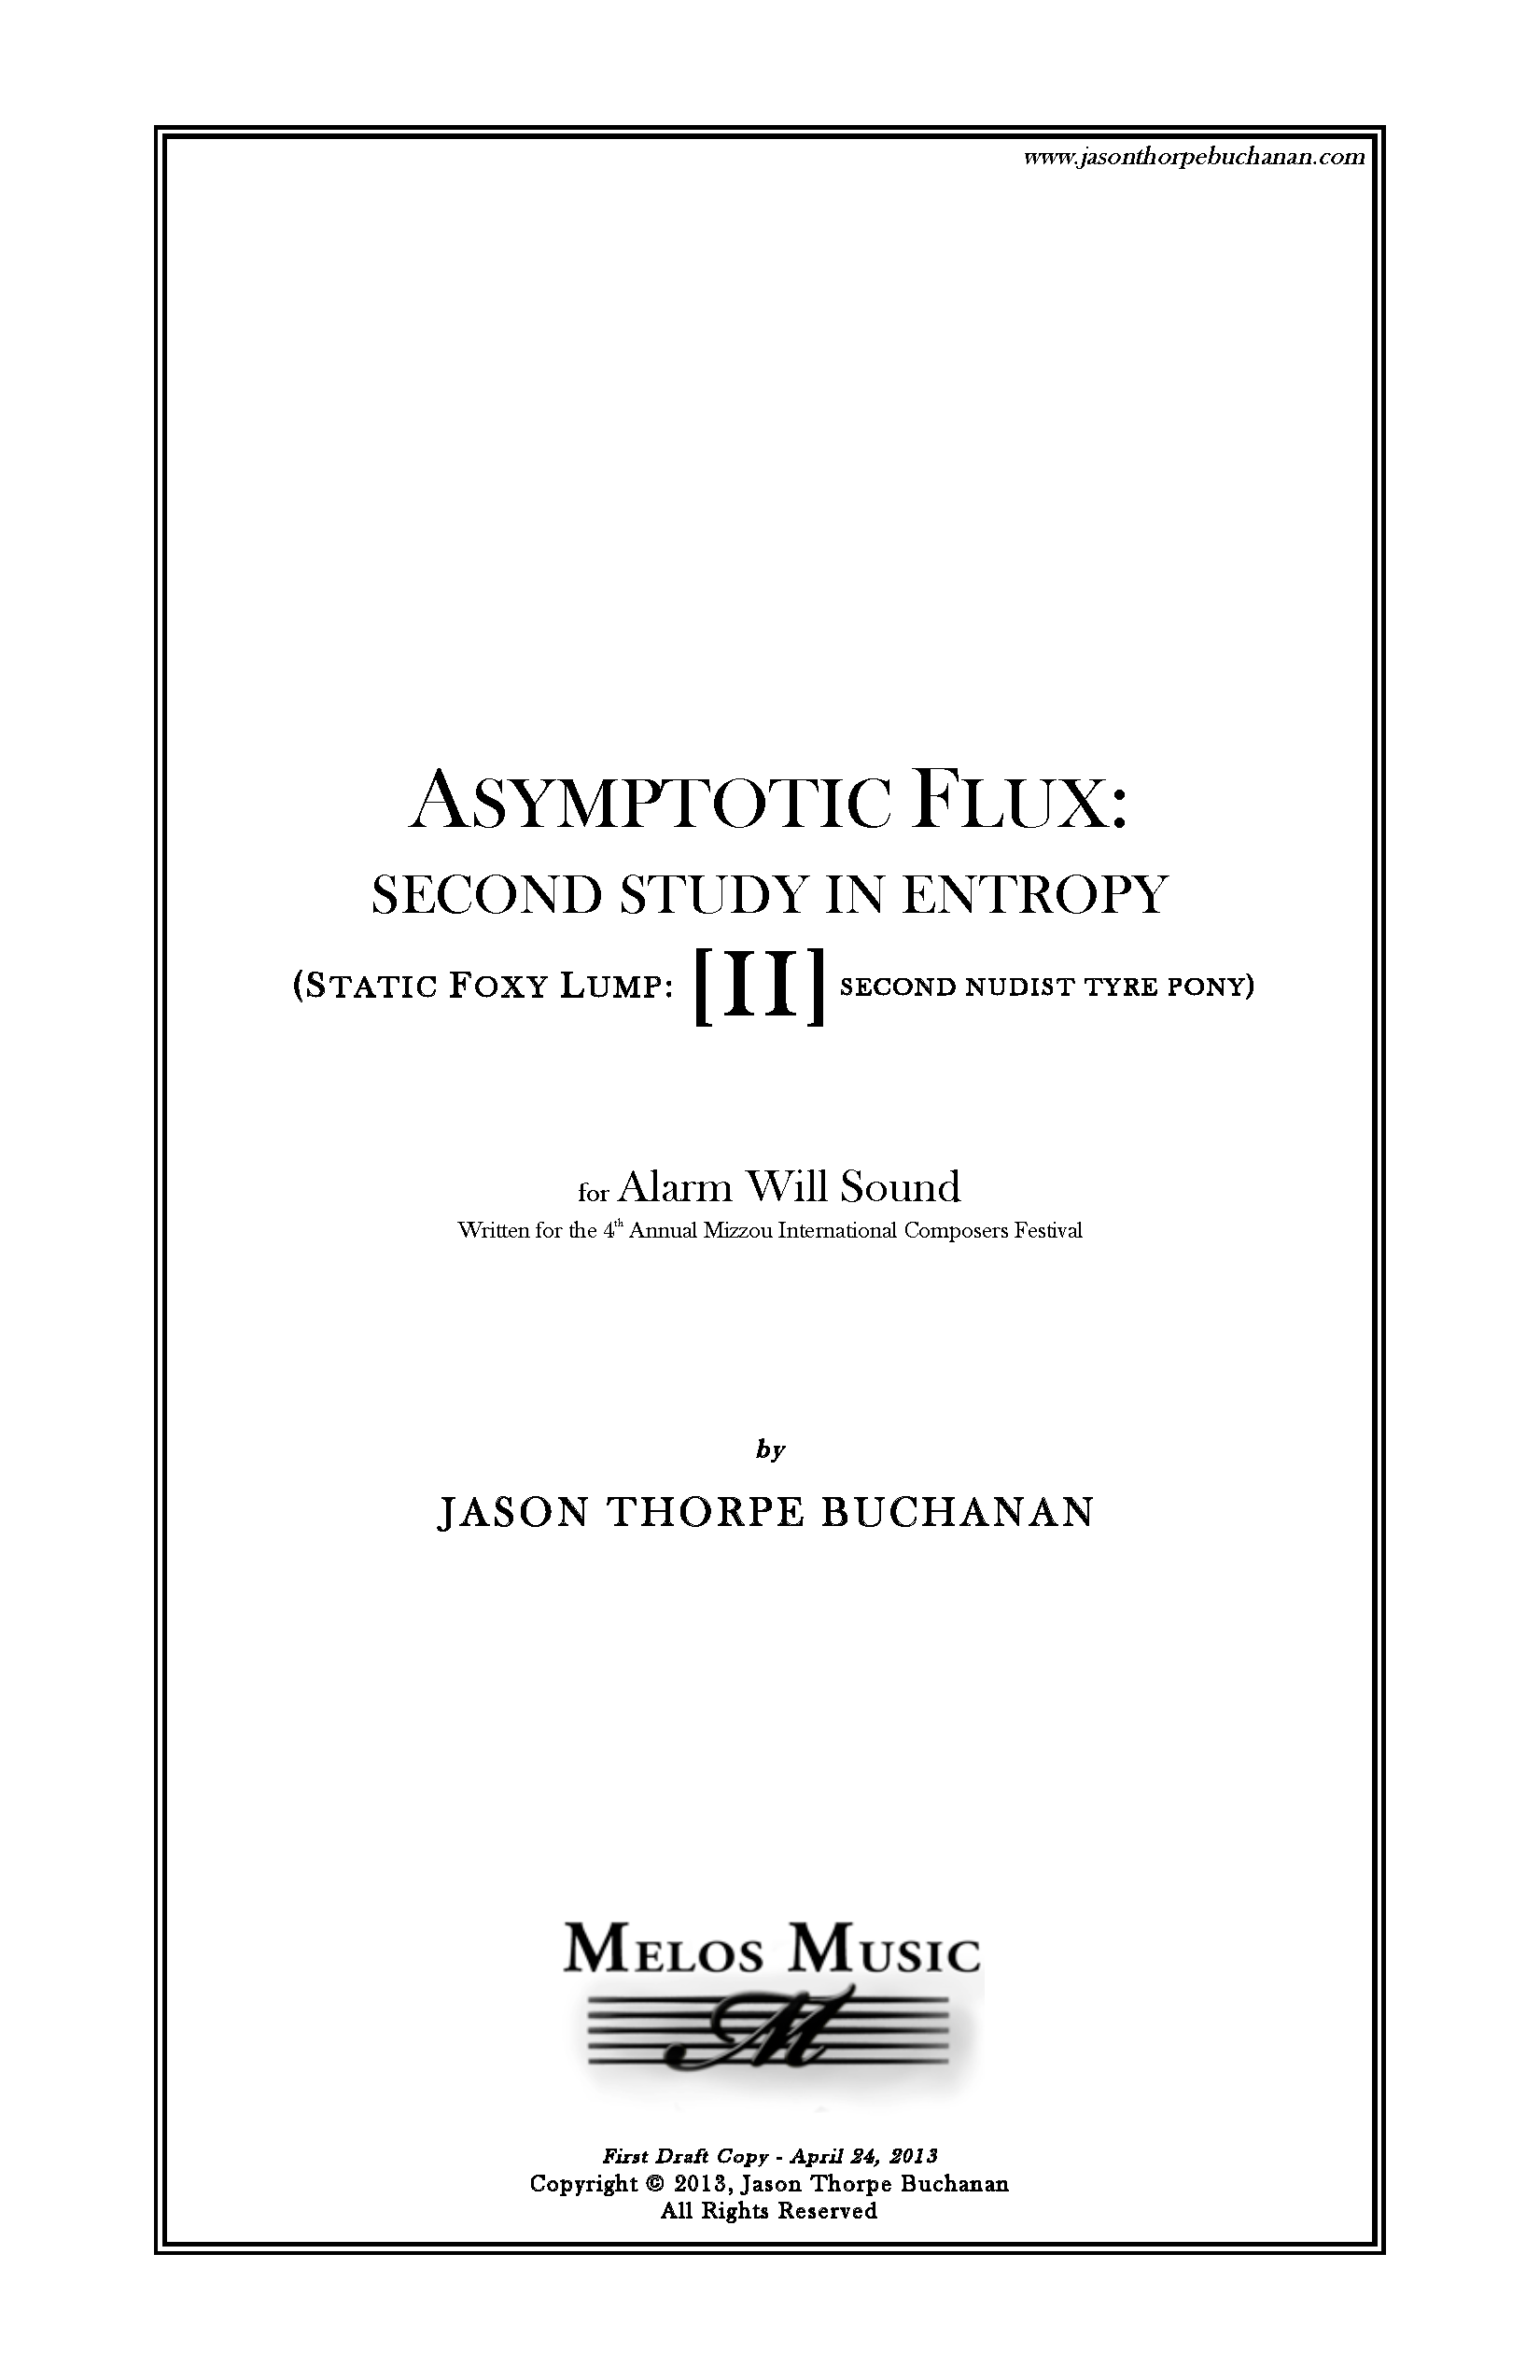 www.jasonthorpebuchanan.com
ASYMPTOTIC FLUX:
SECOND STUDY IN ENTROPY
(STATIC FOXY LUMP: [II] SECOND NUDIST TYRE PONY)
for Alarm Will Sound
Written for the 4th Annual Mizzou International Composers Festival
by
JASON THORPE BUCHANAN
MELOS MUSIC
M
First Draft Copy - April 24, 2013
Copyright © 2013, Jason Thorpe Buchanan
All Rights Reserved